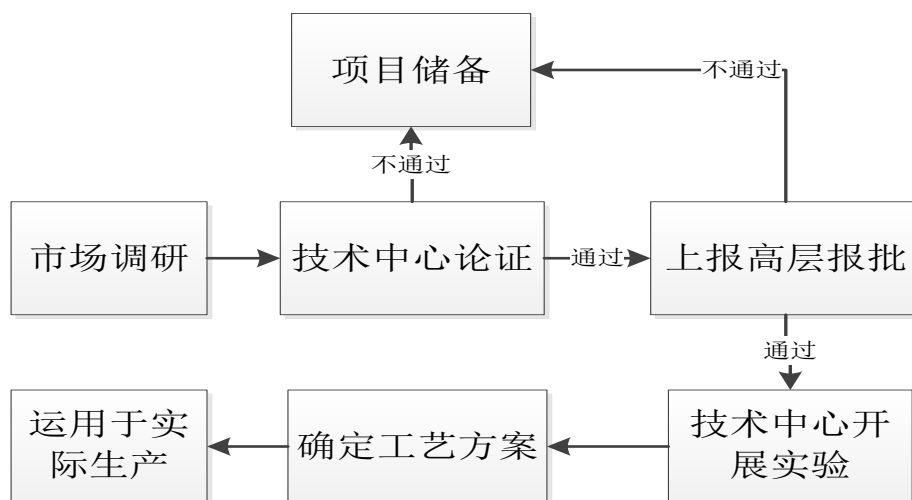 项目储备
不通过
不通过
市场调研
技术中心论证
通过
上报高层报批
通过
运用于实
际生产
确定工艺方案
技术中心开
展实验